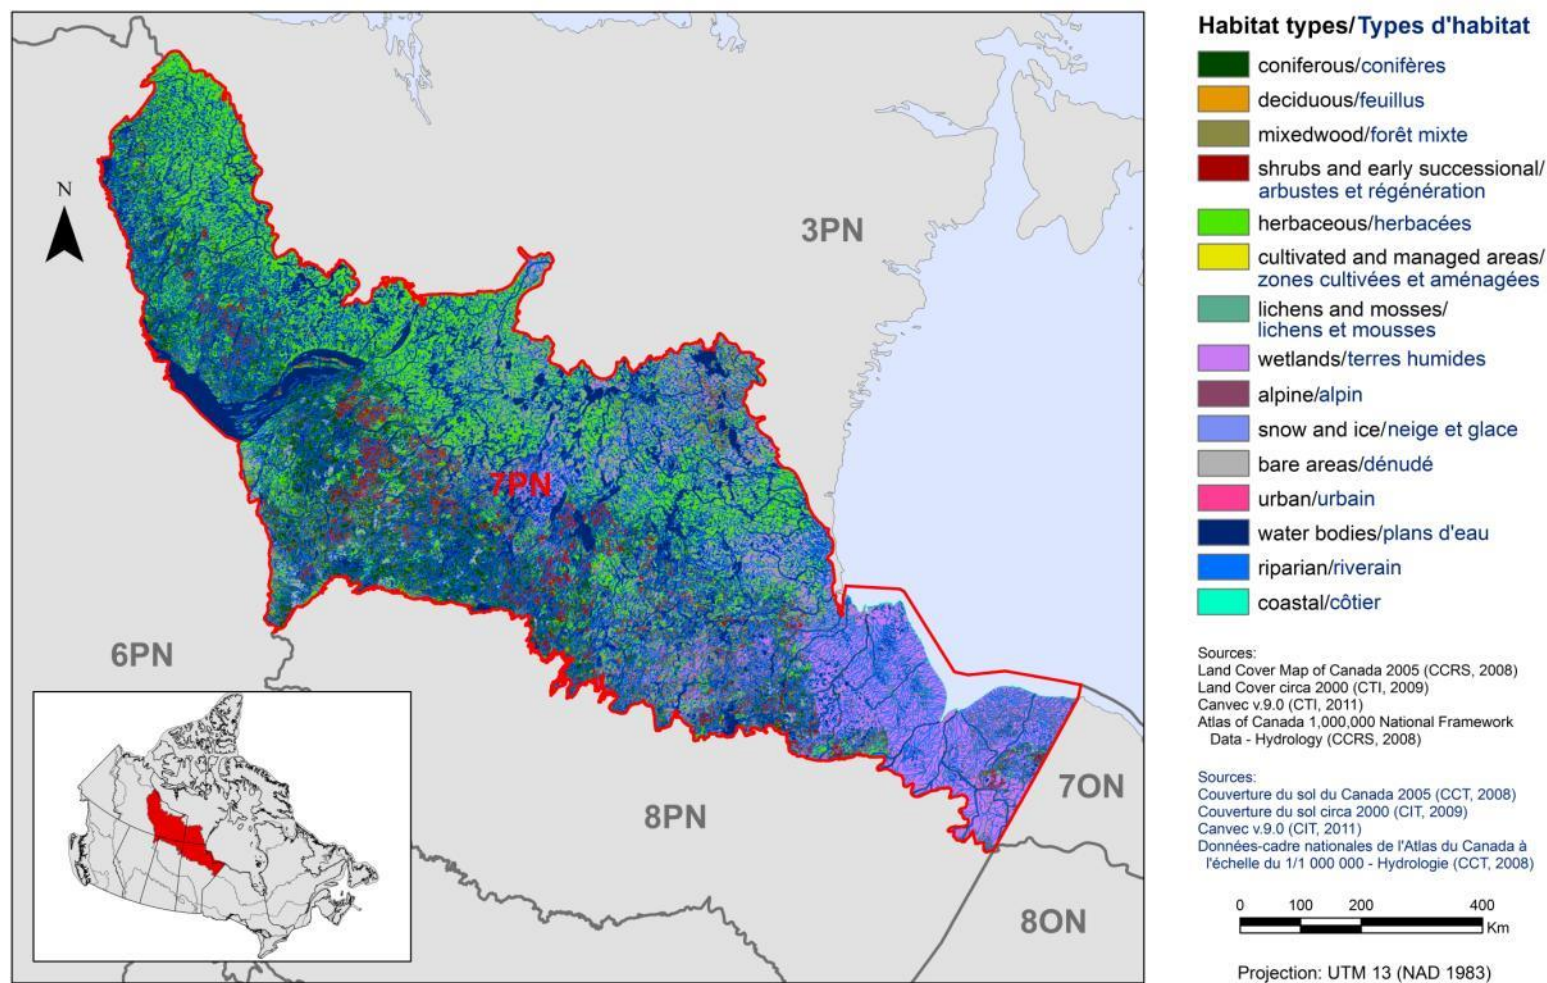 N
3PN
7PN
6PN
8PN
7ON
8ON
Habitat types/Types d'habitat
coniferous/conifères
deciduous/feuillus
mixedwood/forêt mixte
shrubs and early successional/
arbustes et régénération
herbaceous/herbacées
cultivated and managed areas/
zones cultivées et aménagées
lichens and mosses/
lichens et mousses
wetlands/terres humides
alpine/alpin
snow and ice/neige et glace
bare areas/dénudé
urban/urbain
water bodies/plans d'eau
riparian/riverain
coastal/côtier
Sources:
Land Cover Map of Canada 2005 (CCRS, 2008)
Land Cover circa 2000 (CTI, 2009)
Canvec v.9.0 (CTI, 2011)
Atlas of Canada 1,000,000 National Framework
Data - Hydrology (CCRS, 2008)
Sources:
Couverture du sol du Canada 2005 (CCT, 2008)
Couverture du sol circa 2000 (CIT, 2009)
Canvec v.9.0 (CIT, 2011)
Données-cadre nationales de l'Atlas du Canada à
l'échelle du 1/1 000 000 - Hydrologie (CCT, 2008)
0 100 200 400
Km
Projection: UTM 13 (NAD 1983)